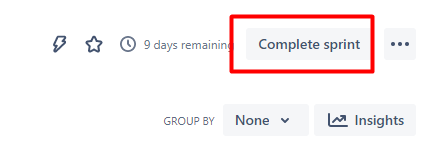 9 days remaining Complete sprint
GROUP BY None Insights